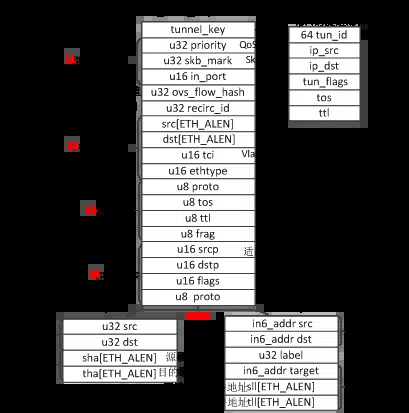 tunnel_key
u32 priority QoS
u32 skb_mark Sk
u16 in_port
u32 ovs_flow_hash
u32 recirc_id
src[ETH_ALEN]
dst[ETH_ALEN]
u16 tci Vla
u16 ethtype
u8 proto
u8 tos
u8 ttl
u8 frag
u16 srcp 适
u16 dstp
u16 flags
u8 proto
64 tun_id
ip_src
ip_dst
tun_flags
tos
ttl
u32 src
u32 dst
sha[ETH_ALEN] 源
tha[ETH_ALEN] 目的
in6_addr src
in6_addr dst
u32 label
in6_addr target
地址sll[ETH_ALEN]
地址tll[ETH_ALEN]